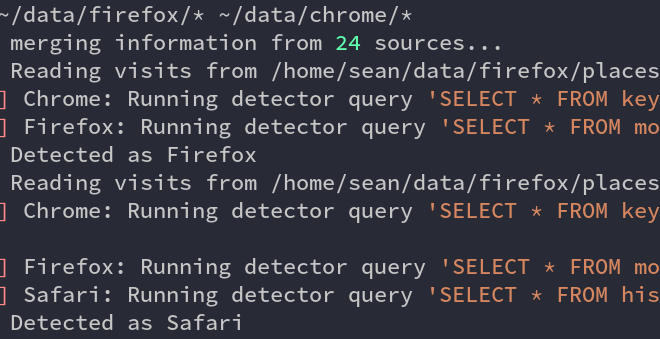 ~/data/firefox/* ~/data/chrome/*
merging information from 24 sources...
Reading visits from /home/sean/data/firefox/places
] Chrome: Running detector query 'SELECT * FROM key
] Firefox: Running detector query 'SELECT * FROM mo
Detected as Firefox
Reading visits from /home/sean/data/firefox/places
] Chrome: Running detector query 'SELECT * FROM key
] Firefox: Running detector query 'SELECT * FROM mo
] Safari: Running detector query 'SELECT * FROM his
Detected as Safari